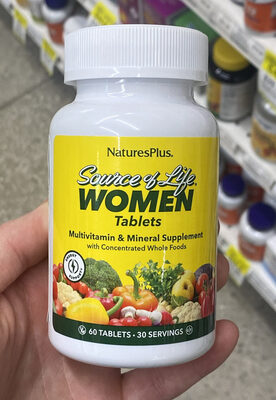 NaturesPlus.
Source of Life.
WOMEN
Tablets
Multivitamin & Mineral Supplement
with Concentrated Whole Foods
60 TABLETS • 30 SERVINGS